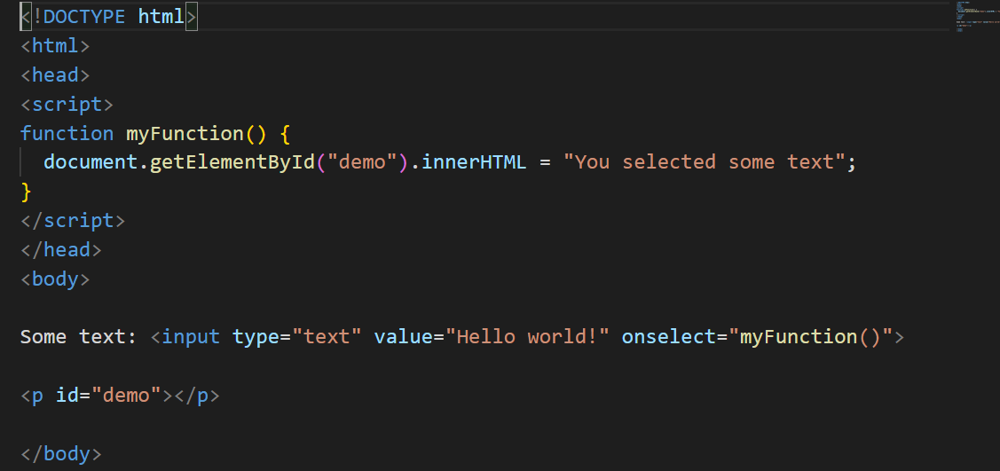 <!DOCTYPE html>
<html>
<head>
<script>
function myFunction() {
  document.getElementById("demo").innerHTML = "You selected some text";
}
</script>
</head>
<body>

Some text: <input type="text" value="Hello world!" onselect="myFunction()">

<p id="demo"></p>

</body>